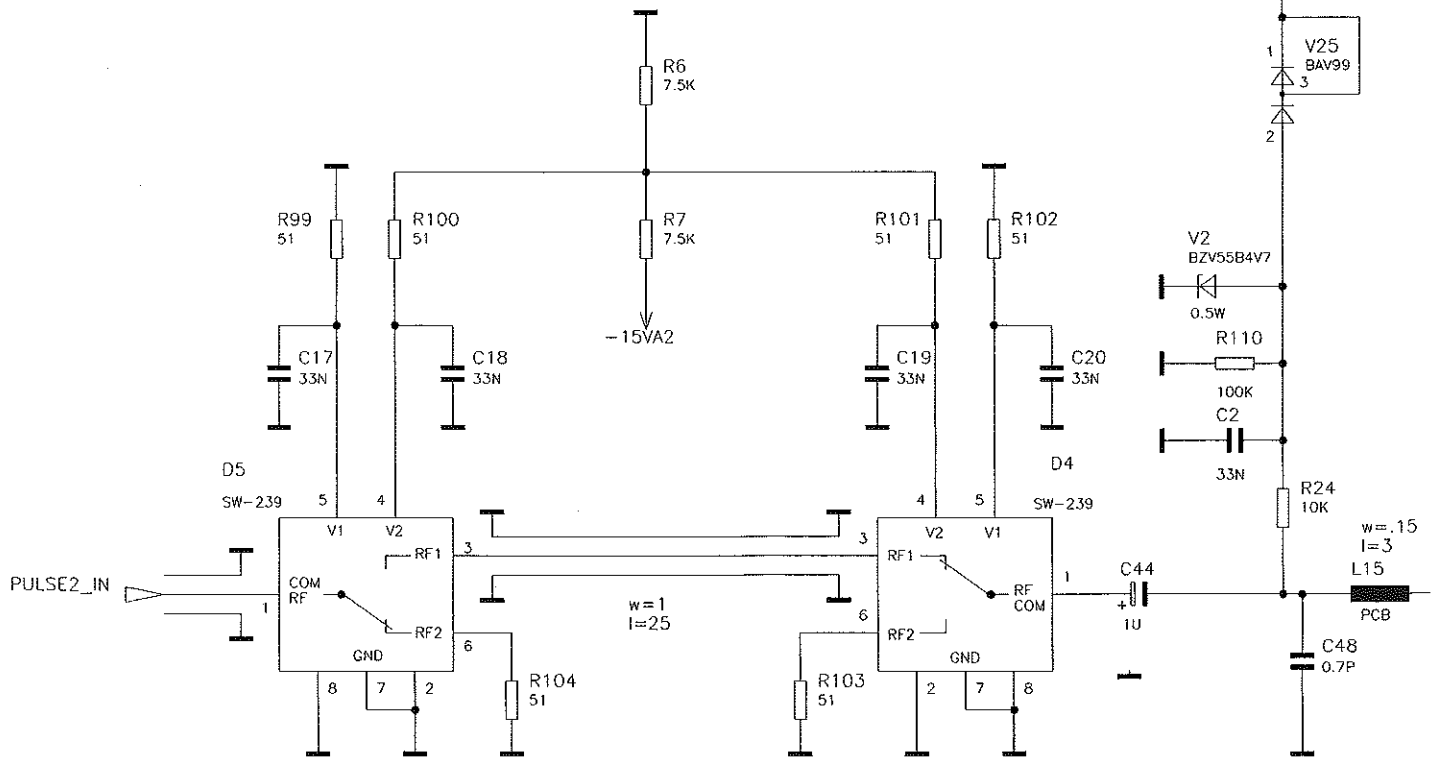 V25
1
BAV99
3
2
R6
7.5K
R99
51
R100
51
R7
7.5K
R101
51
R102
51
V2
BZV55B4V7
0.5W
-15VA2
R110
100K
C17
33N
C18
33N
C19
33N
C20
33N
C2
33N
D5
SW-239
D4
SW-239
5
4
4
5
R24
10K
V1
V2
V2
V1
w=.15
l=3
L15
PCB
PULSE2_IN
1
COM
RF
RF1
3
RF2
6
GND
8
7
2
w=1
l=25
3
RF1
6
RF2
RF
COM
1
GND
2
7
8
C44
+
1U
C48
0.7P
R104
51
R103
51